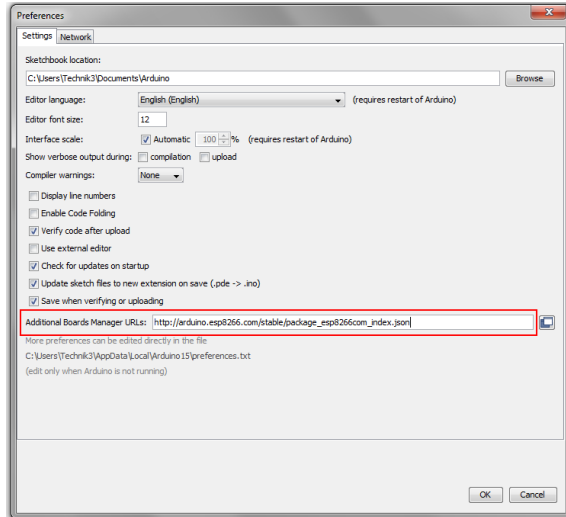 Preferences
Settings Network
Sketchbook location:
C:\Users\Technik3\Documents\Arduino Browse
Editor language: English (English) (requires restart of Arduino)
Editor font size: 12
Interface scale: Automatic 100 % (requires restart of Arduino)
Show verbose output during: compilation upload
Compiler warnings: None
Display line numbers
Enable Code Folding
Verify code after upload
Use external editor
Check for updates on startup
Update sketch files to new extension on save (.pde -> .ino)
Save when verifying or uploading
Additional Boards Manager URLs: http://arduino.esp8266.com/stable/package_esp8266com_index.json
More preferences can be edited directly in the file
C:\Users\Technik3\AppData\Local\Arduino15\preferences.txt
(edit only when Arduino is not running)
OK Cancel